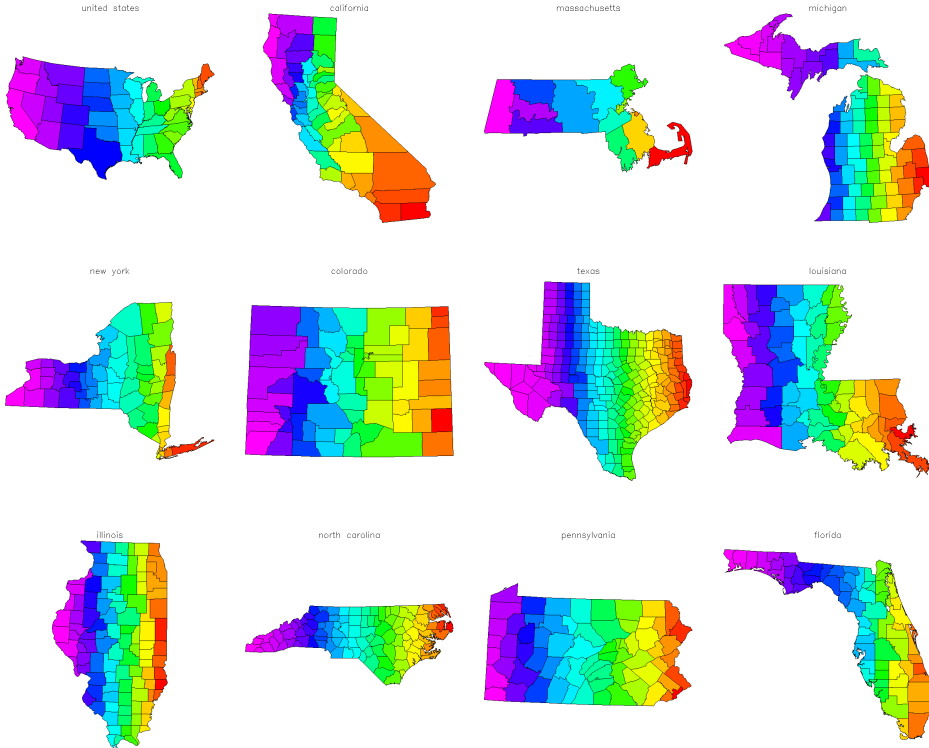 united states
california
massachusetts
michigan
new york
colorado
texas
louisiana
illinois
north carolina
pennsylvania
florida